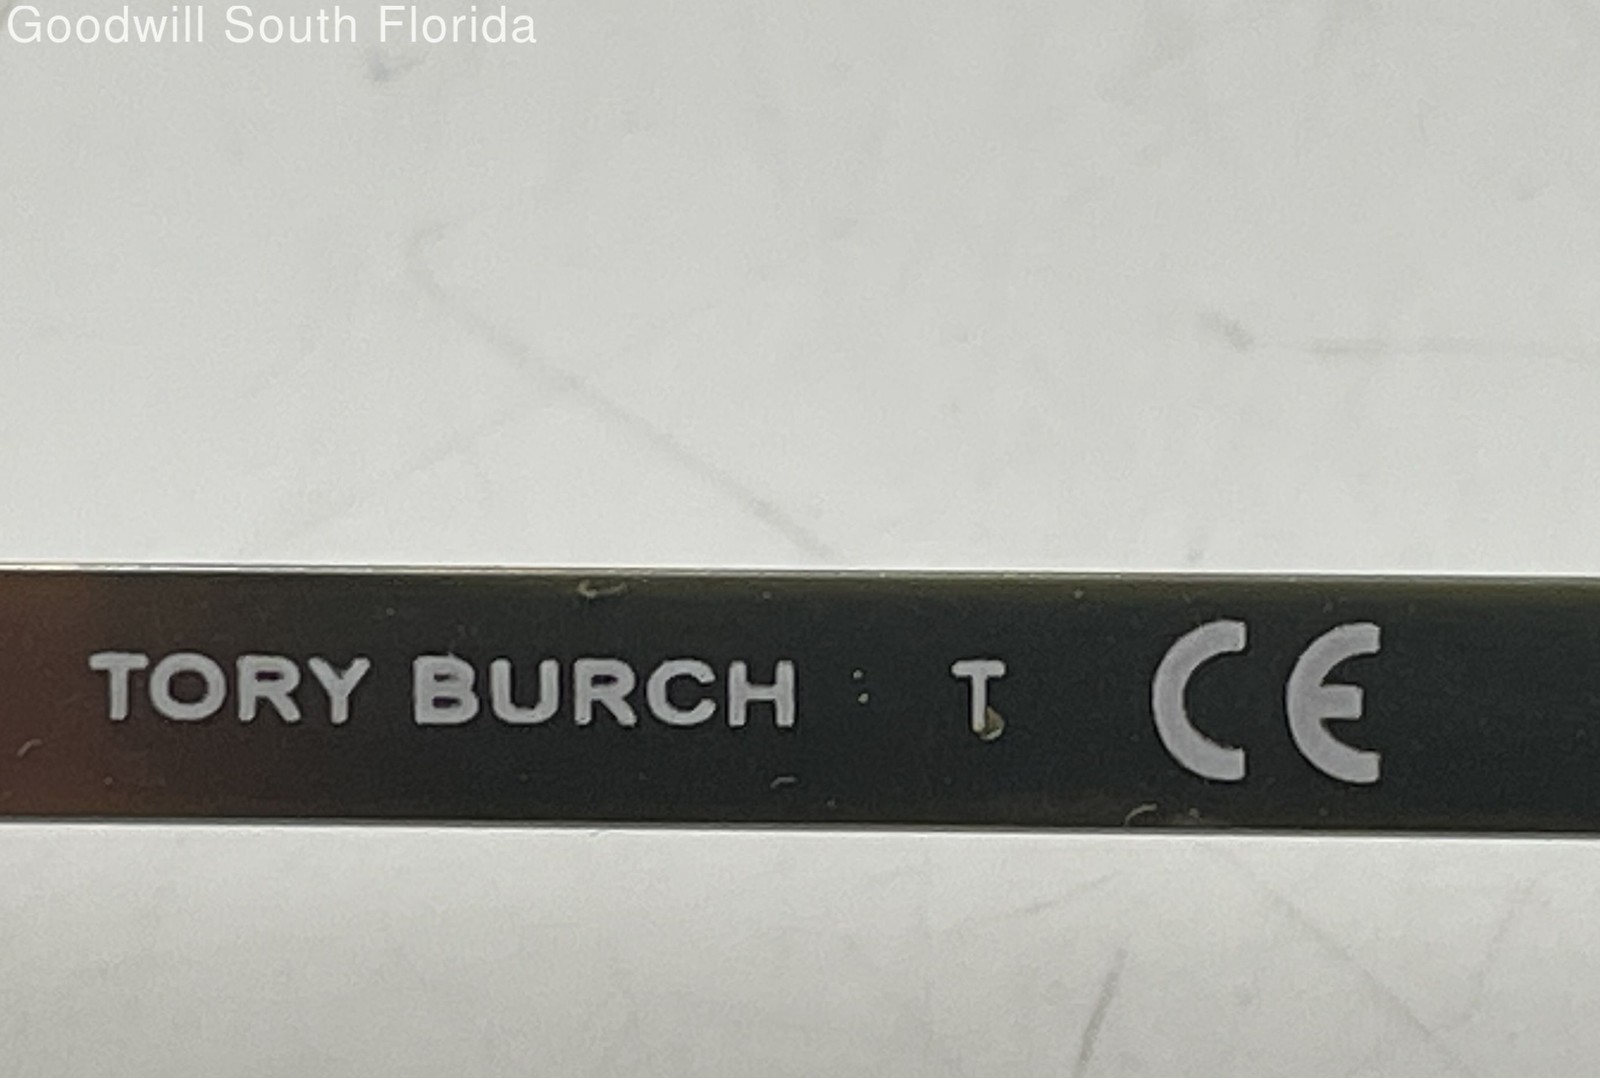 Goodwill South Florida
TORY BURCH : T CE